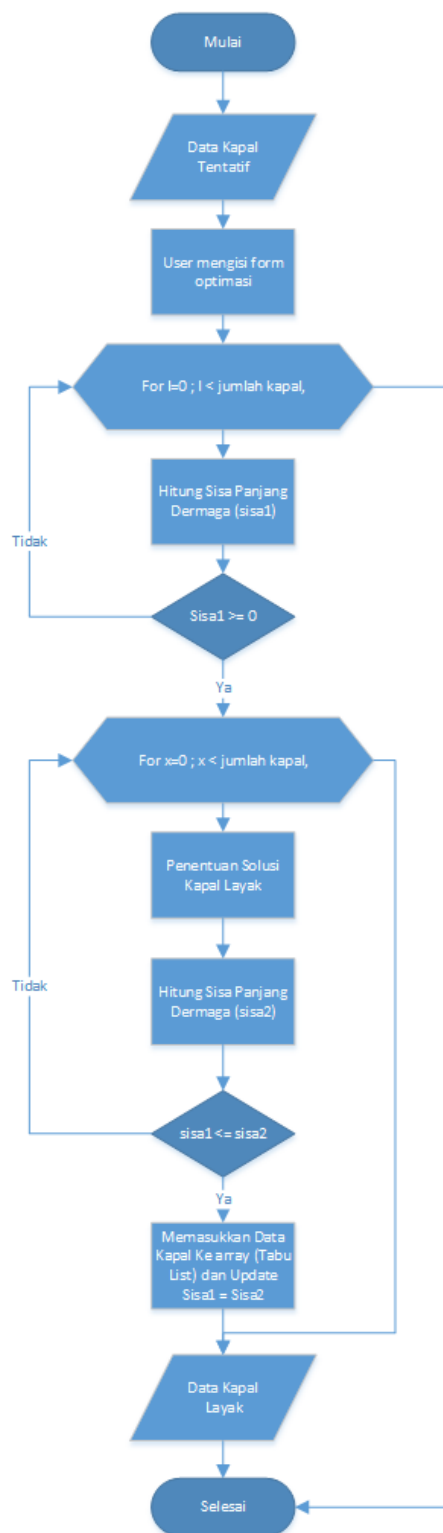 Mulai
Data Kapal
Tentatif
User mengisi form
optimasi
For I=0 ; I < jumlah kapal,
Hitung Sisa Panjang
Dermaga (sisa1)
Tidak
Sisa1 >= 0
Ya
For x=0 ; x < jumlah kapal,
Penentuan Solusi
Kapal Layak
Hitung Sisa Panjang
Dermaga (sisa2)
Tidak
sisa1 <= sisa2
Ya
Memasukkan Data
Kapal Ke array (Tabu
List) dan Update
Sisa1 = Sisa2
Data Kapal
Layak
Selesai